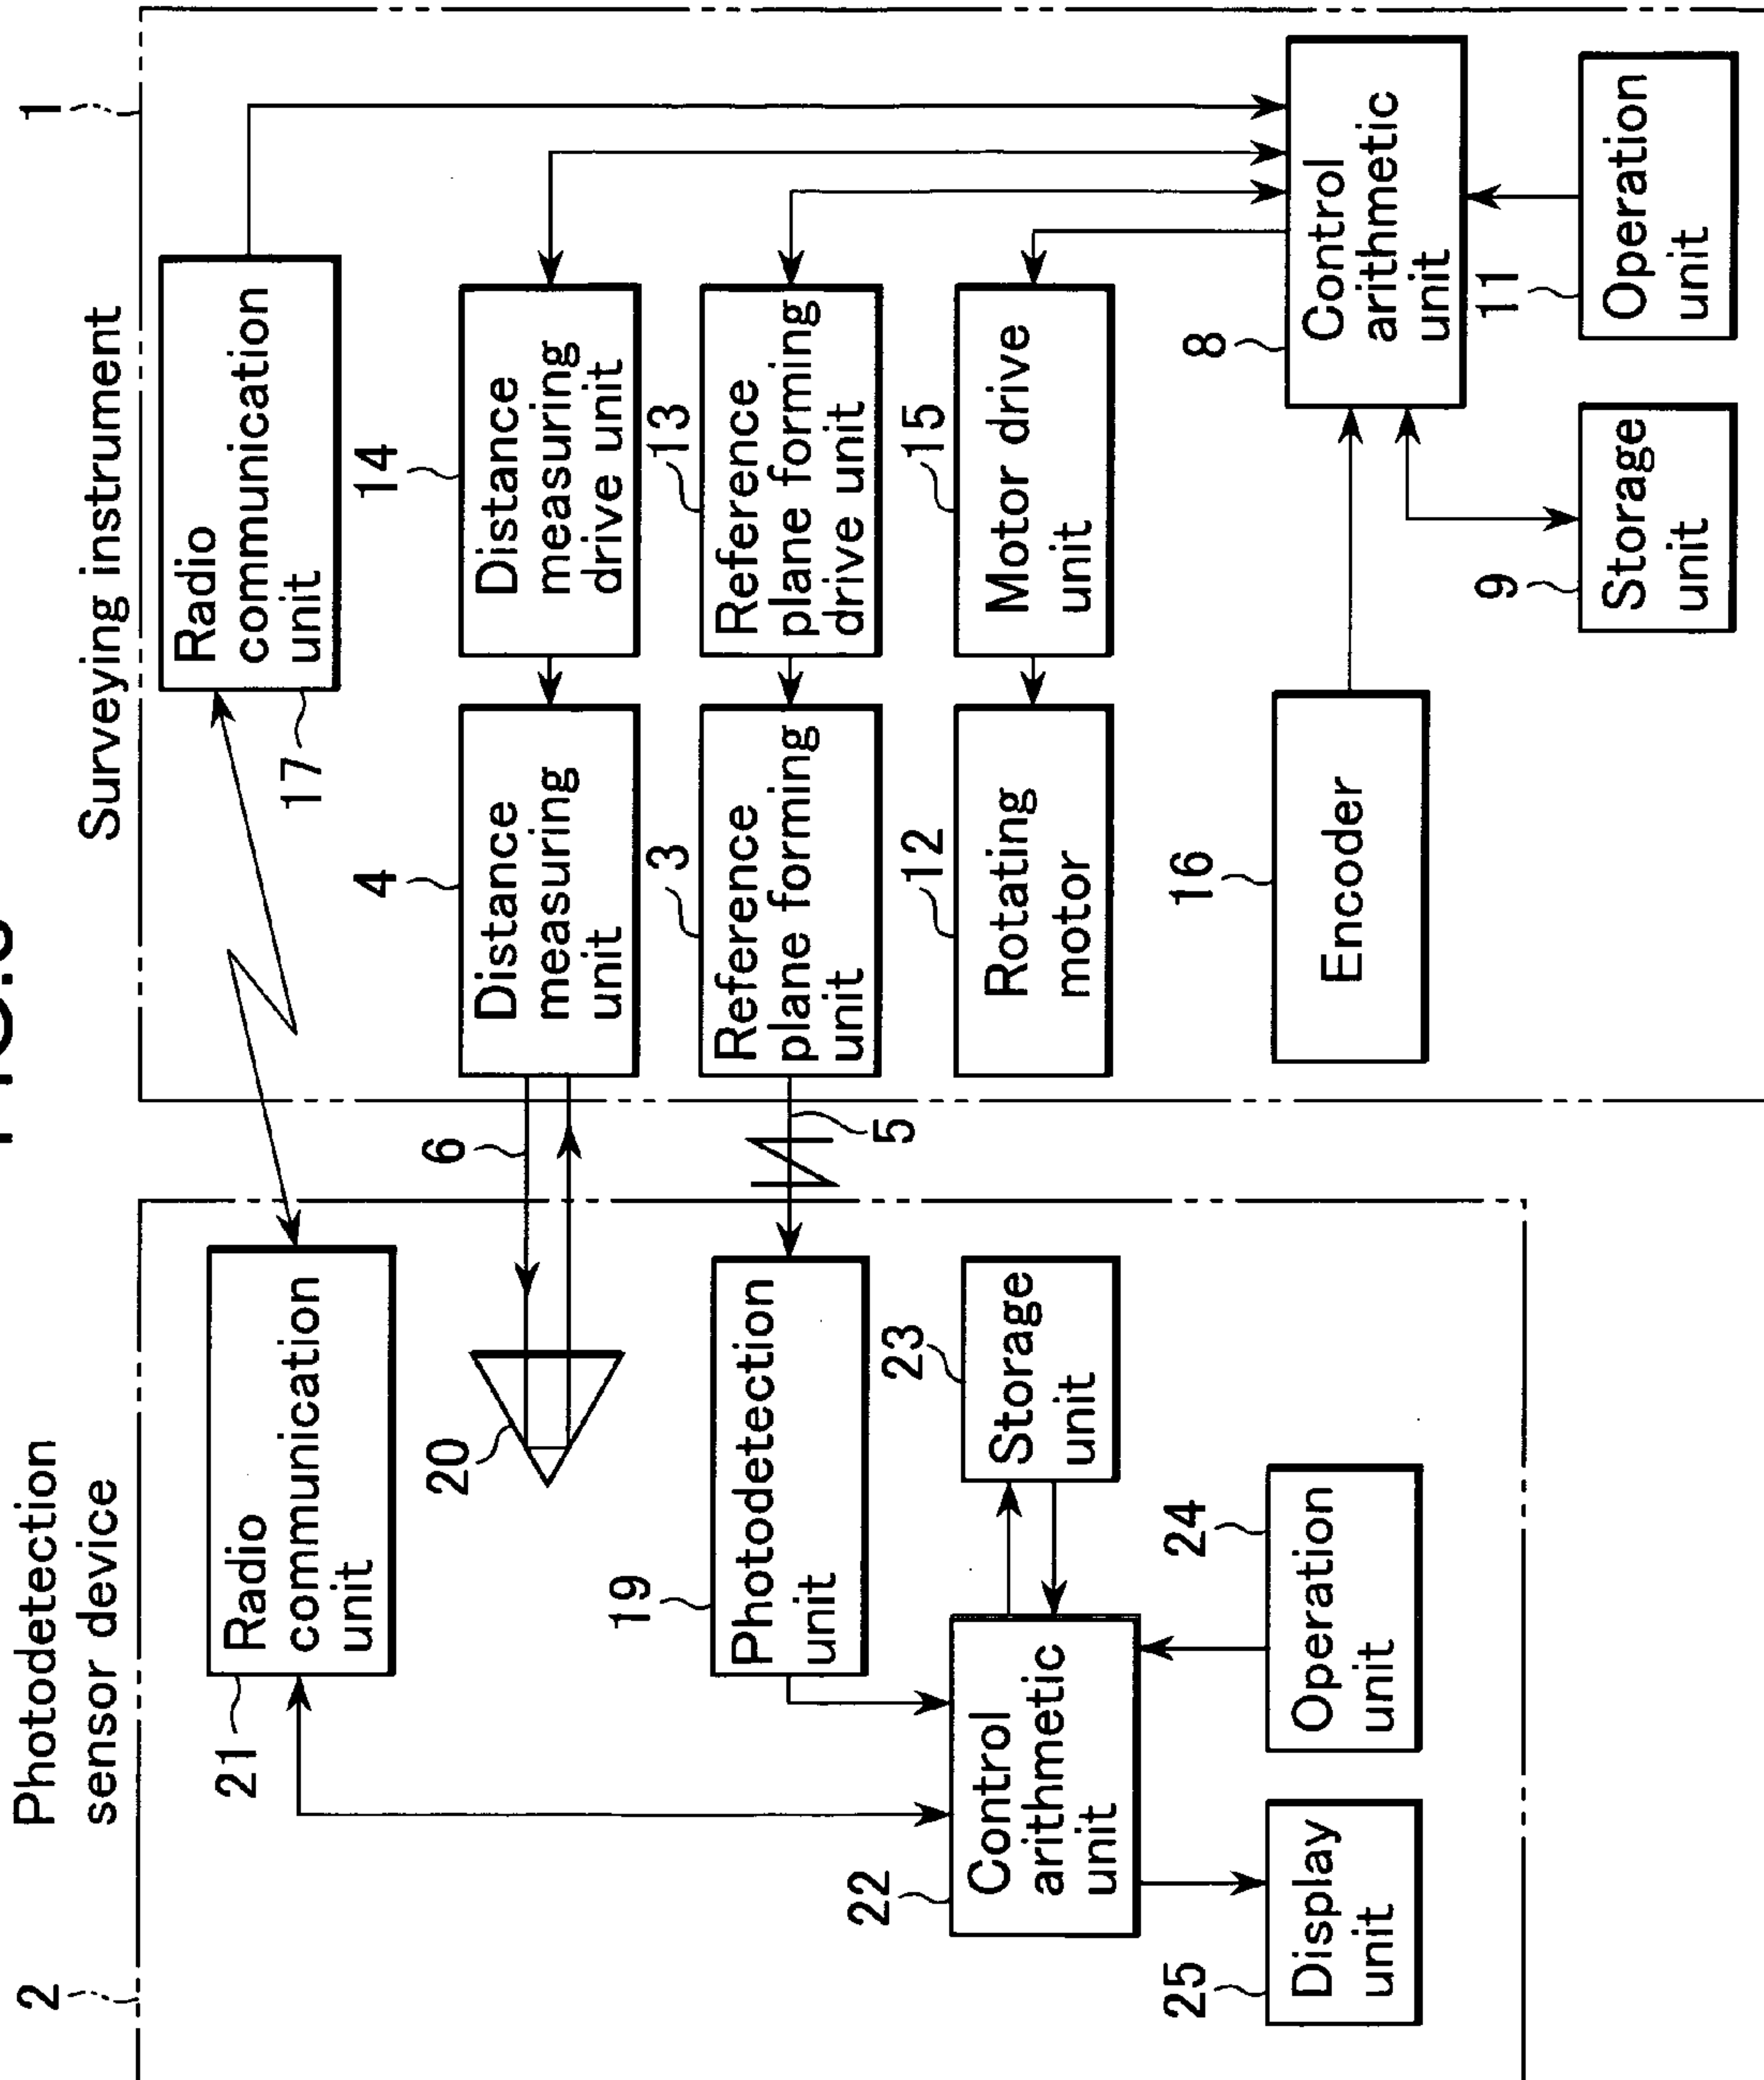 Photodetection
sensor device
2
Radio
communication
unit
21
20
6
Photodetection
unit
19
5
Storage
unit
23
Control
arithmetic
unit
22
Operation
unit
24
Display
unit
25
Surveying instrument
1
Radio
communication
unit
17
Distance
measuring
unit
4
Distance
measuring
drive unit
14
Reference
plane forming
unit
3
Reference
plane forming
drive unit
13
Rotating
motor
12
Motor drive
unit
15
Encoder
16
Control
arithmetic
unit
8
Storage
unit
9
Operation
unit
11